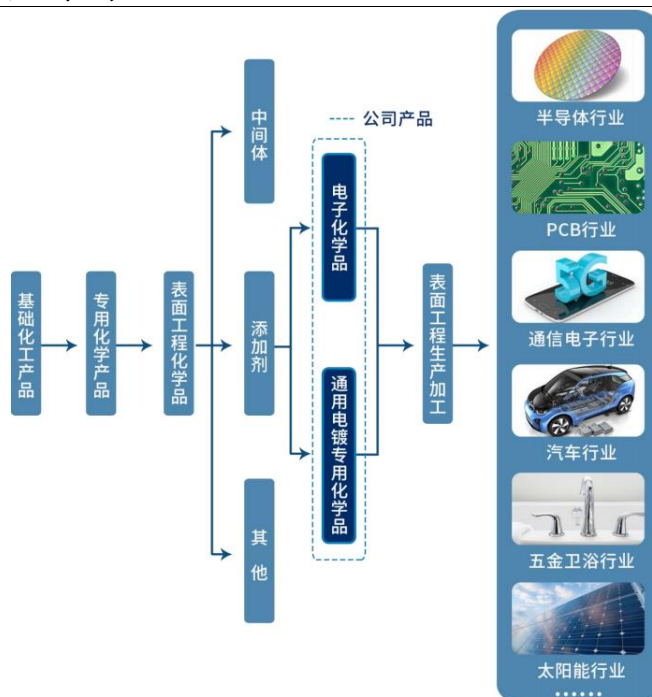 中间体
公司产品
电子化学品
基础化工产品
专用化学产品
表面工程化学品
添加剂
通用电镀专用化学品
表面工程生产加工
其他
半导体行业
PCB行业
5G
通信电子行业
汽车行业
五金卫浴行业
太阳能行业
......